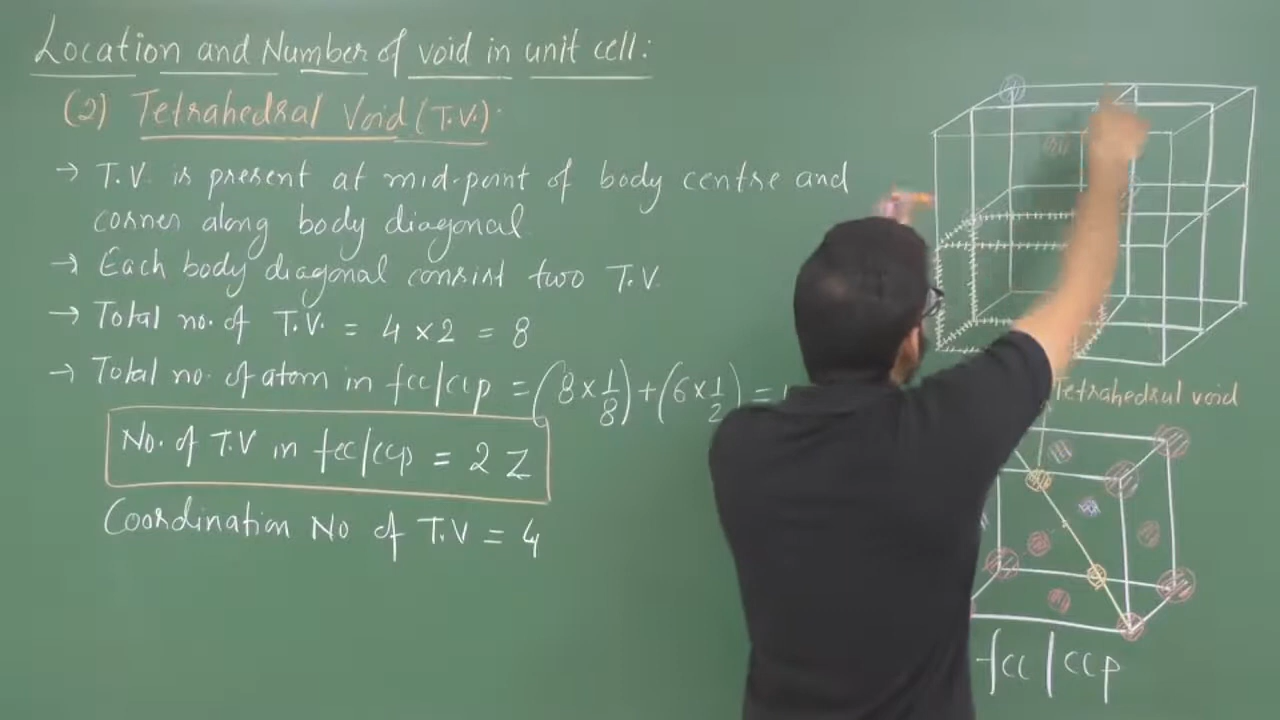 Location and Number of void in unit cell:
(2) Tetrahedral Void (T.V.)
→ T.V. is present at mid-point of body centre and
corner along body diagonal
→ Each body diagonal consist two T.V.
→ Total no. of T.V. = 4 × 2 = 8
→ Total no. of atom in fcc/ccp = (8 × 1/8) + (6 × 1/2) =
No. of T.V in fcc/ccp = 2 Z
Coordination No of T.V = 4
Tetrahedral void
fcc / ccp